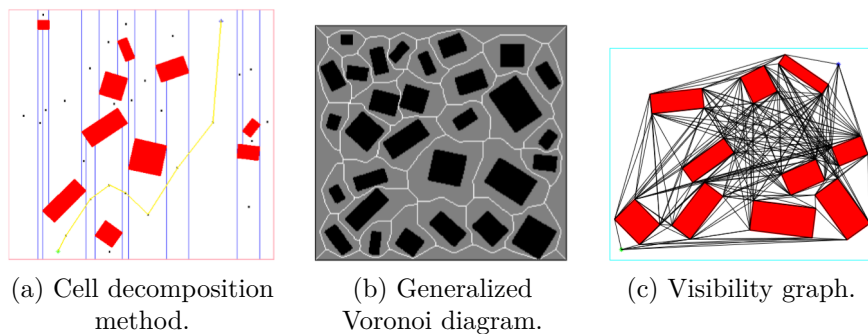 (a) Cell decomposition
method.
(b) Generalized
Voronoi diagram.
(c) Visibility graph.